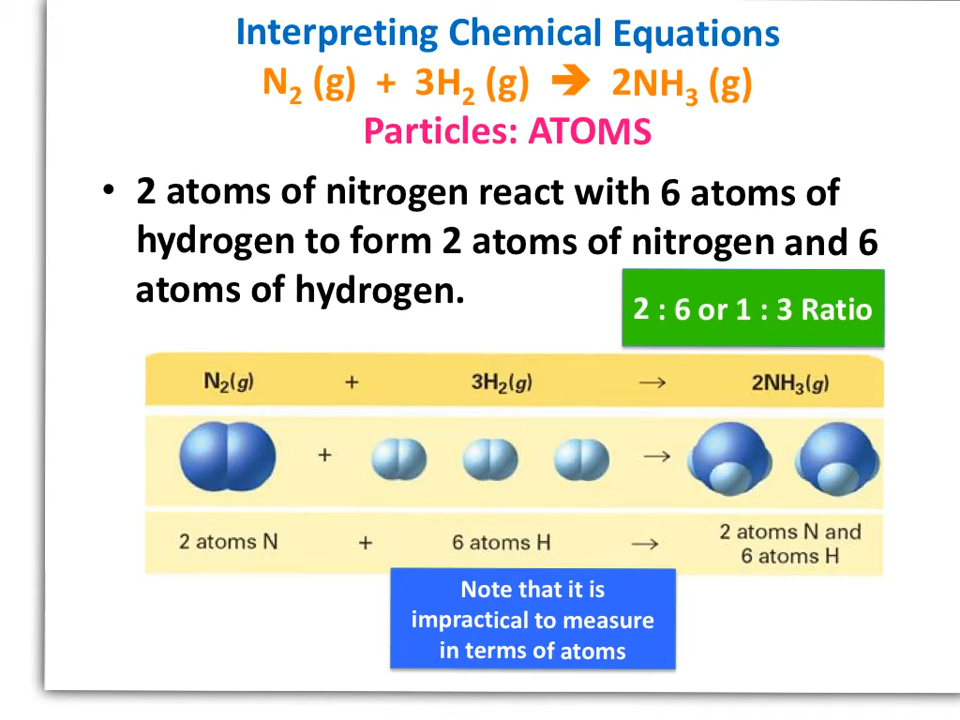 Interpreting Chemical Equations
N₂ (g) + 3H₂ (g) ➔ 2NH₃ (g)
Particles: ATOMS
• 2 atoms of nitrogen react with 6 atoms of
hydrogen to form 2 atoms of nitrogen and 6
atoms of hydrogen.
2 : 6 or 1 : 3 Ratio
N₂(g) + 3H₂(g) → 2NH₃(g)
+ →
2 atoms N + 6 atoms H → 2 atoms N and
6 atoms H
Note that it is
impractical to measure
in terms of atoms